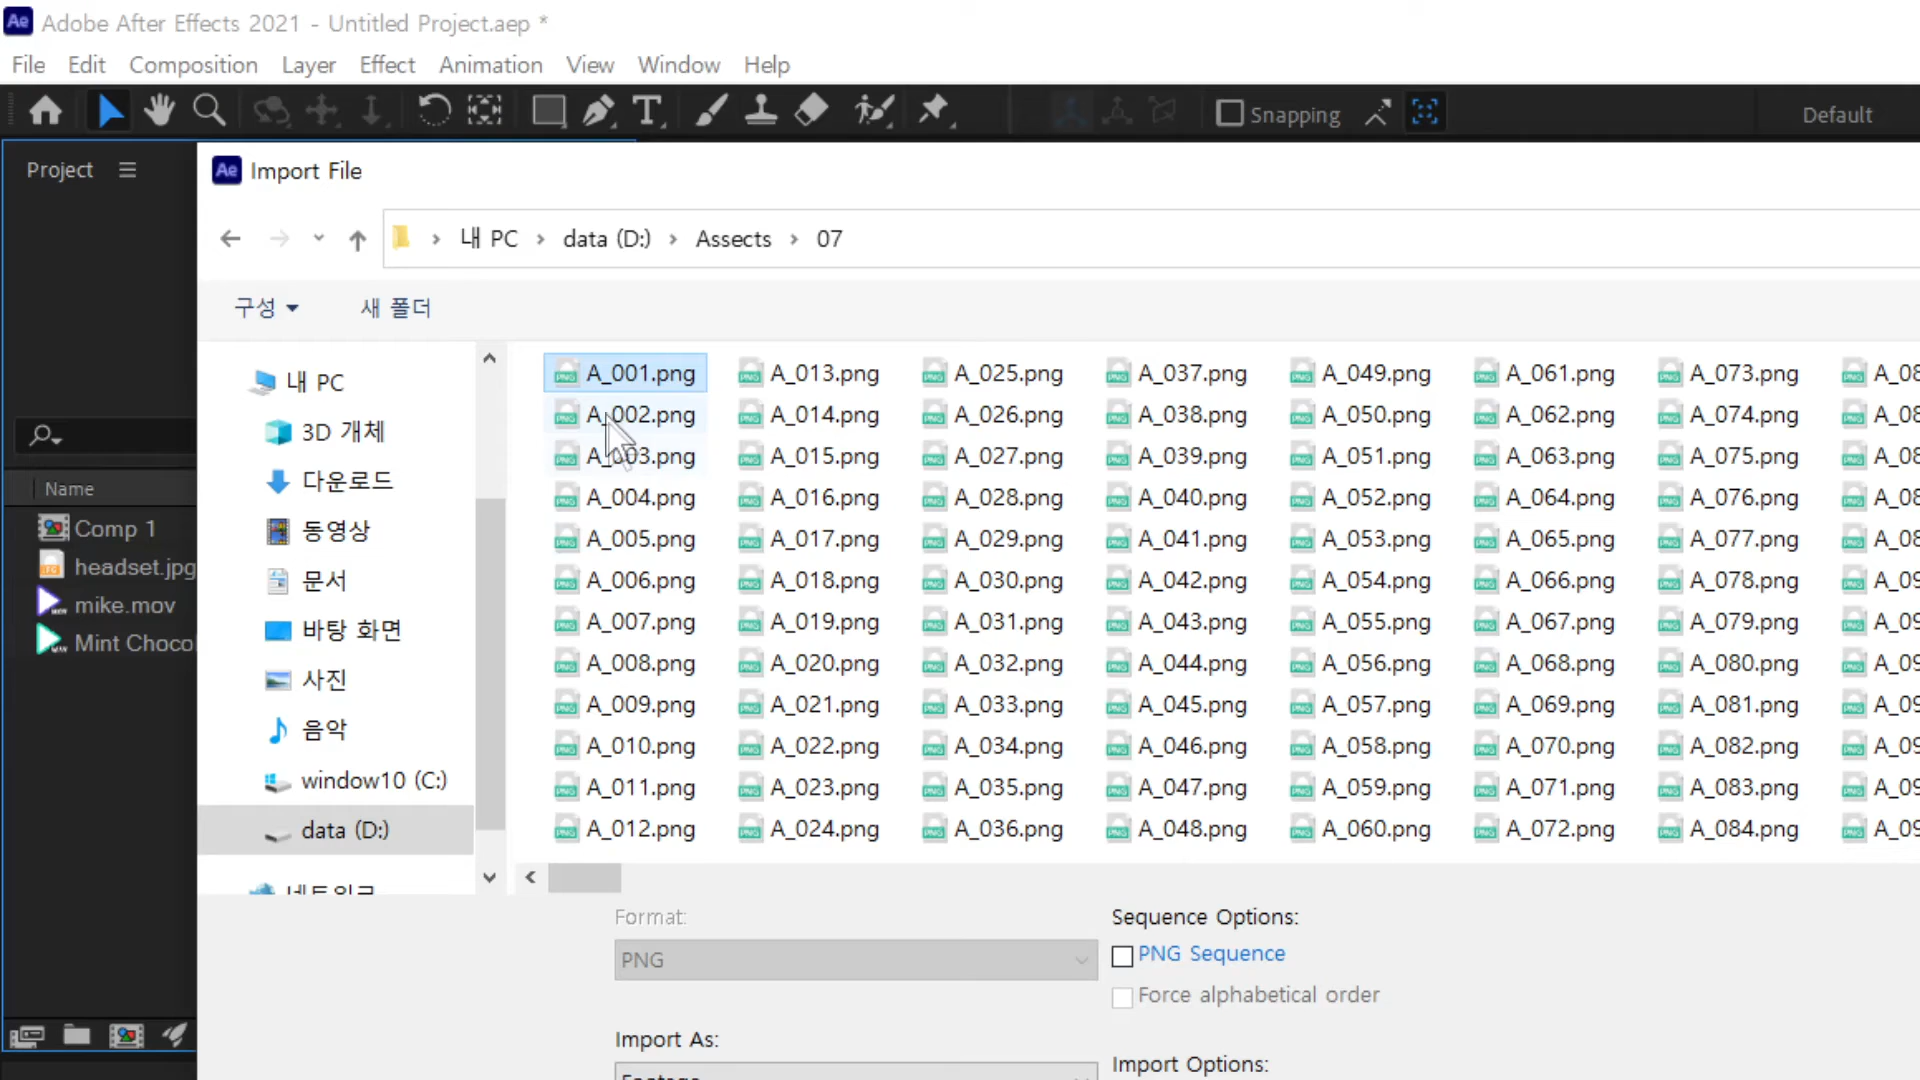 Ae Adobe After Effects 2021 - Untitled Project.aep *
File Edit Composition Layer Effect Animation View Window Help
Snapping Default
Project
Ae Import File
내 PC › data (D:) › Assects › 07
구성 새 폴더
내 PC
3D 개체
다운로드
동영상
문서
바탕 화면
사진
음악
window10 (C:)
data (D:)
네트워크
Name
Comp 1
headset.jpg
mike.mov
Mint Choco
A_001.png A_013.png A_025.png A_037.png A_049.png A_061.png A_073.png
A_002.png A_014.png A_026.png A_038.png A_050.png A_062.png A_074.png
A_003.png A_015.png A_027.png A_039.png A_051.png A_063.png A_075.png
A_004.png A_016.png A_028.png A_040.png A_052.png A_064.png A_076.png
A_005.png A_017.png A_029.png A_041.png A_053.png A_065.png A_077.png
A_006.png A_018.png A_030.png A_042.png A_054.png A_066.png A_078.png
A_007.png A_019.png A_031.png A_043.png A_055.png A_067.png A_079.png
A_008.png A_020.png A_032.png A_044.png A_056.png A_068.png A_080.png
A_009.png A_021.png A_033.png A_045.png A_057.png A_069.png A_081.png
A_010.png A_022.png A_034.png A_046.png A_058.png A_070.png A_082.png
A_011.png A_023.png A_035.png A_047.png A_059.png A_071.png A_083.png
A_012.png A_024.png A_036.png A_048.png A_060.png A_072.png A_084.png
Format:
PNG
Import As:
Footage
Sequence Options:
PNG Sequence
Force alphabetical order
Import Options: